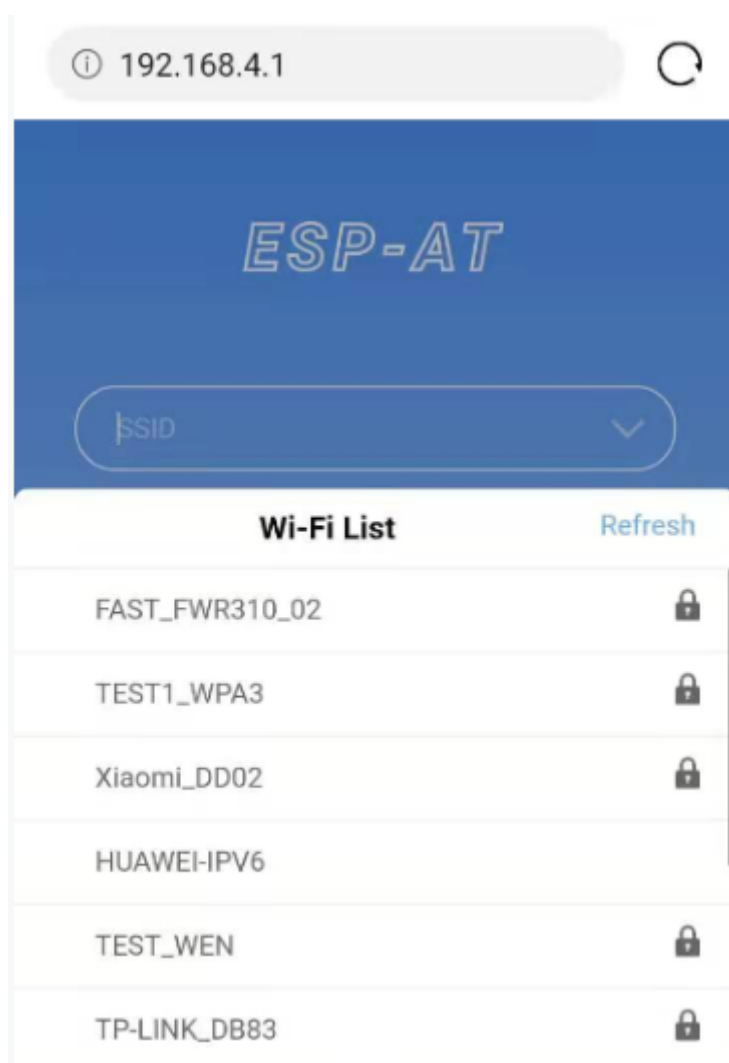 192.168.4.1
ESP-AT
SSID
Wi-Fi List Refresh
FAST_FWR310_02
TEST1_WPA3
Xiaomi_DD02
HUAWEI-IPV6
TEST_WEN
TP-LINK_DB83